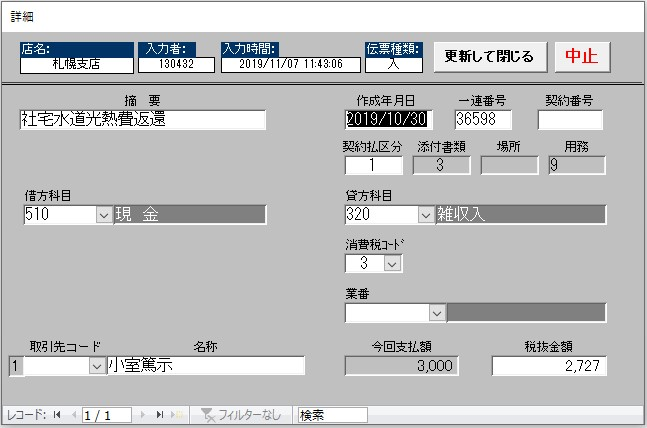 詳細
店名: 入力者: 入力時間: 伝票種類:
札幌支店 130432 2019/11/07 11:43:06 入 更新して閉じる 中止
摘 要 作成年月日 一連番号 契約番号
社宅水道光熱費返還 2019/10/30 36598
契約払区分 添付書類 場所 用務
1 3 9
借方科目 貸方科目
510 現 金 320 雑収入
消費税コード
3
業番
取引先コード 名称 今回支払額 税抜金額
1 小室篤示 3,000 2,727
レコード: 1 / 1 フィルターなし 検索